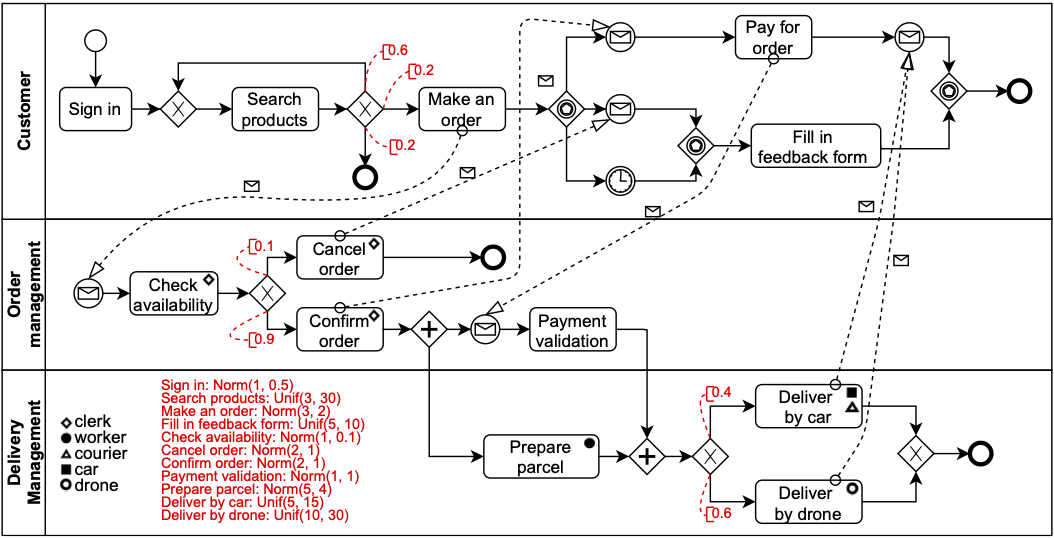 Customer
Sign in
Search
products
0.6
0.2
0.2
Make an
order
Pay for
order
Fill in
feedback form
Order
management
Check
availability
0.1
0.9
Cancel
order
Confirm
order
Payment
validation
Delivery
Management
clerk
worker
courier
car
drone
Sign in: Norm(1, 0.5)
Search products: Unif(3, 30)
Make an order: Norm(3, 2)
Fill in feedback form: Unif(5, 10)
Check availability: Norm(1, 0.1)
Cancel order: Norm(2, 1)
Confirm order: Norm(2, 1)
Payment validation: Norm(1, 1)
Prepare parcel: Norm(5, 4)
Deliver by car: Unif(5, 15)
Deliver by drone: Unif(10, 30)
Prepare
parcel
0.4
0.6
Deliver
by car
Deliver
by drone